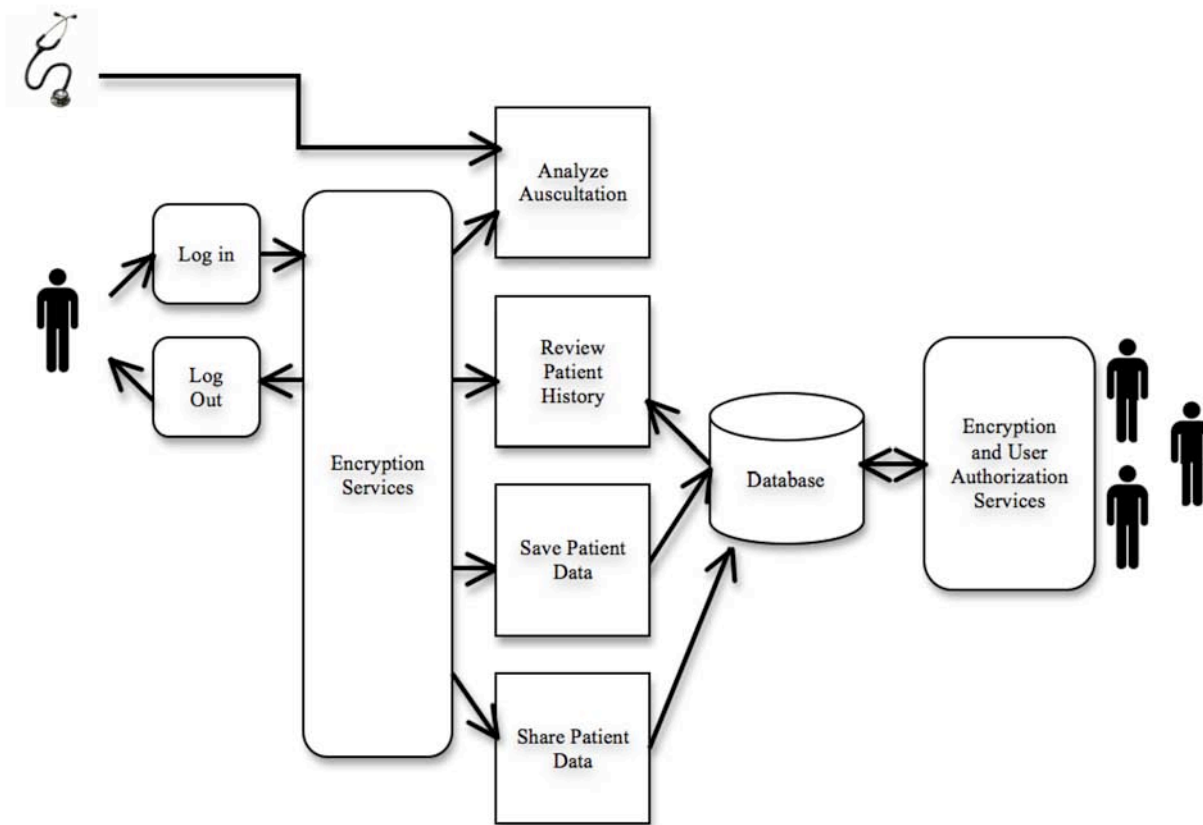 Analyze
Auscultation
Log in
Log
Out
Encryption
Services
Review
Patient
History
Save Patient
Data
Share Patient
Data
Database
Encryption
and User
Authorization
Services